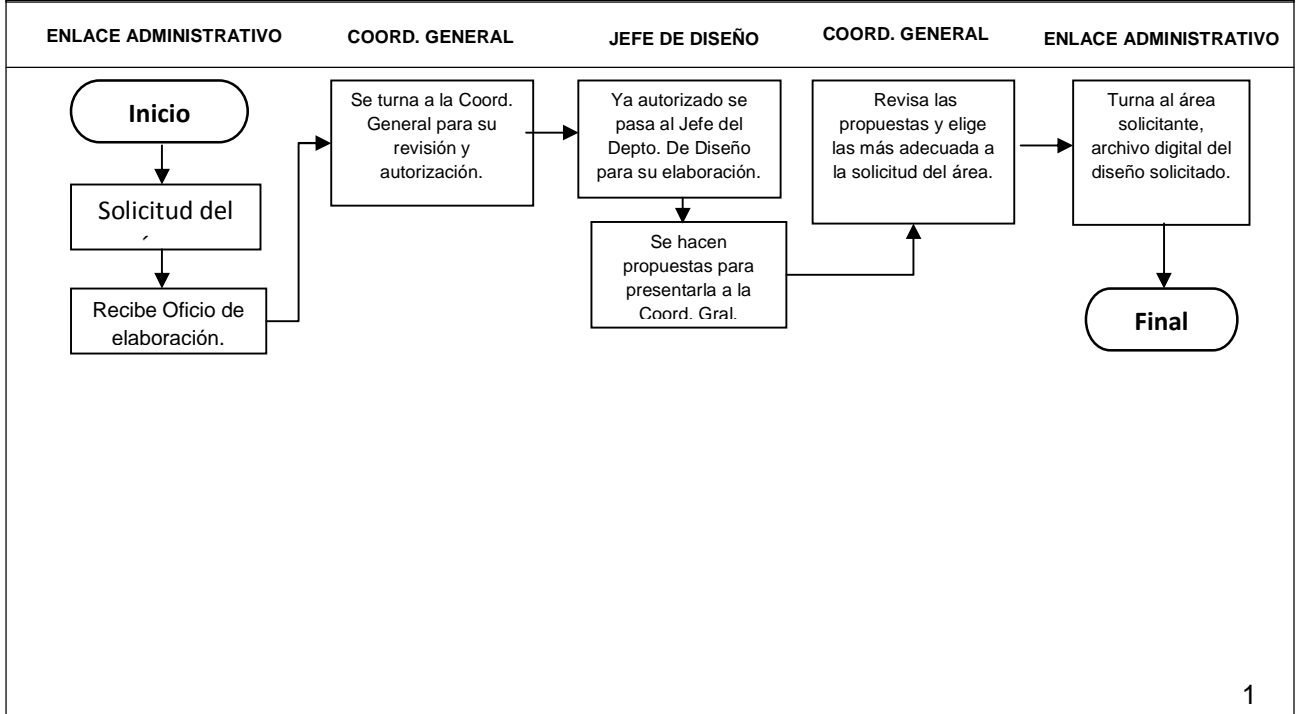 ENLACE ADMINISTRATIVO
COORD. GENERAL
JEFE DE DISEÑO
COORD. GENERAL
ENLACE ADMINISTRATIVO
Inicio
Solicitud del
Recibe Oficio de
elaboración.
Se turna a la Coord.
General para su
revisión y
autorización.
Ya autorizado se
pasa al Jefe del
Depto. De Diseño
para su elaboración.
Se hacen
propuestas para
presentarla a la
Coord. Gral.
Revisa las
propuestas y elige
las más adecuada a
la solicitud del área.
Turna al área
solicitante,
archivo digital del
diseño solicitado.
Final
1